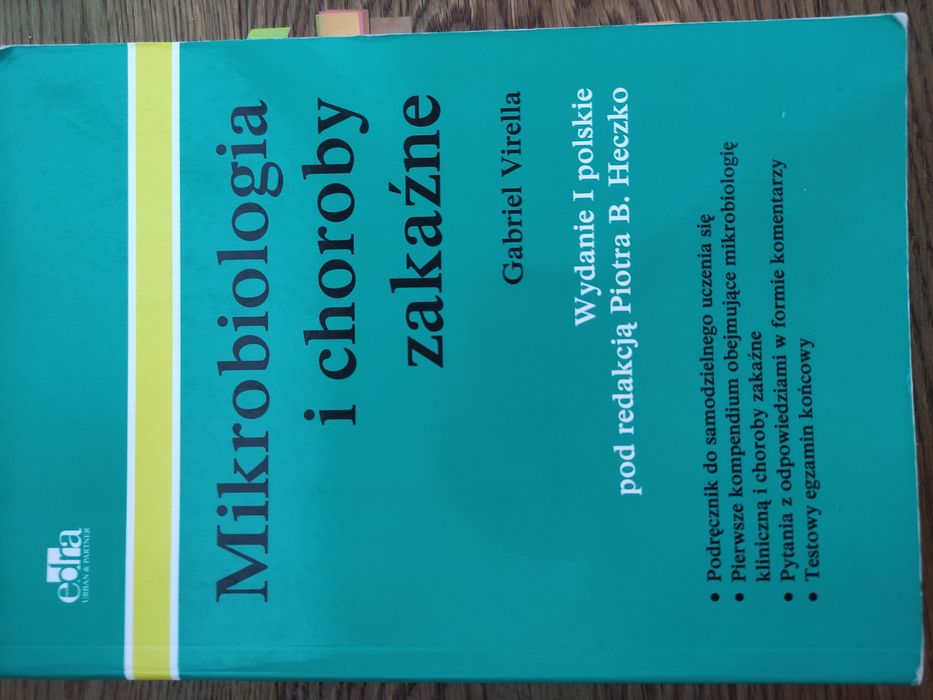 edra
URBAN & PARTNER
Mikrobiologia
i choroby
zakaźne
Gabriel Virella
Wydanie I polskie
pod redakcją Piotra B. Heczko
• Podręcznik do samodzielnego uczenia się
• Pierwsze kompendium obejmujące mikrobiologię
kliniczną i choroby zakaźne
• Pytania z odpowiedziami w formie komentarzy
• Testowy egzamin końcowy